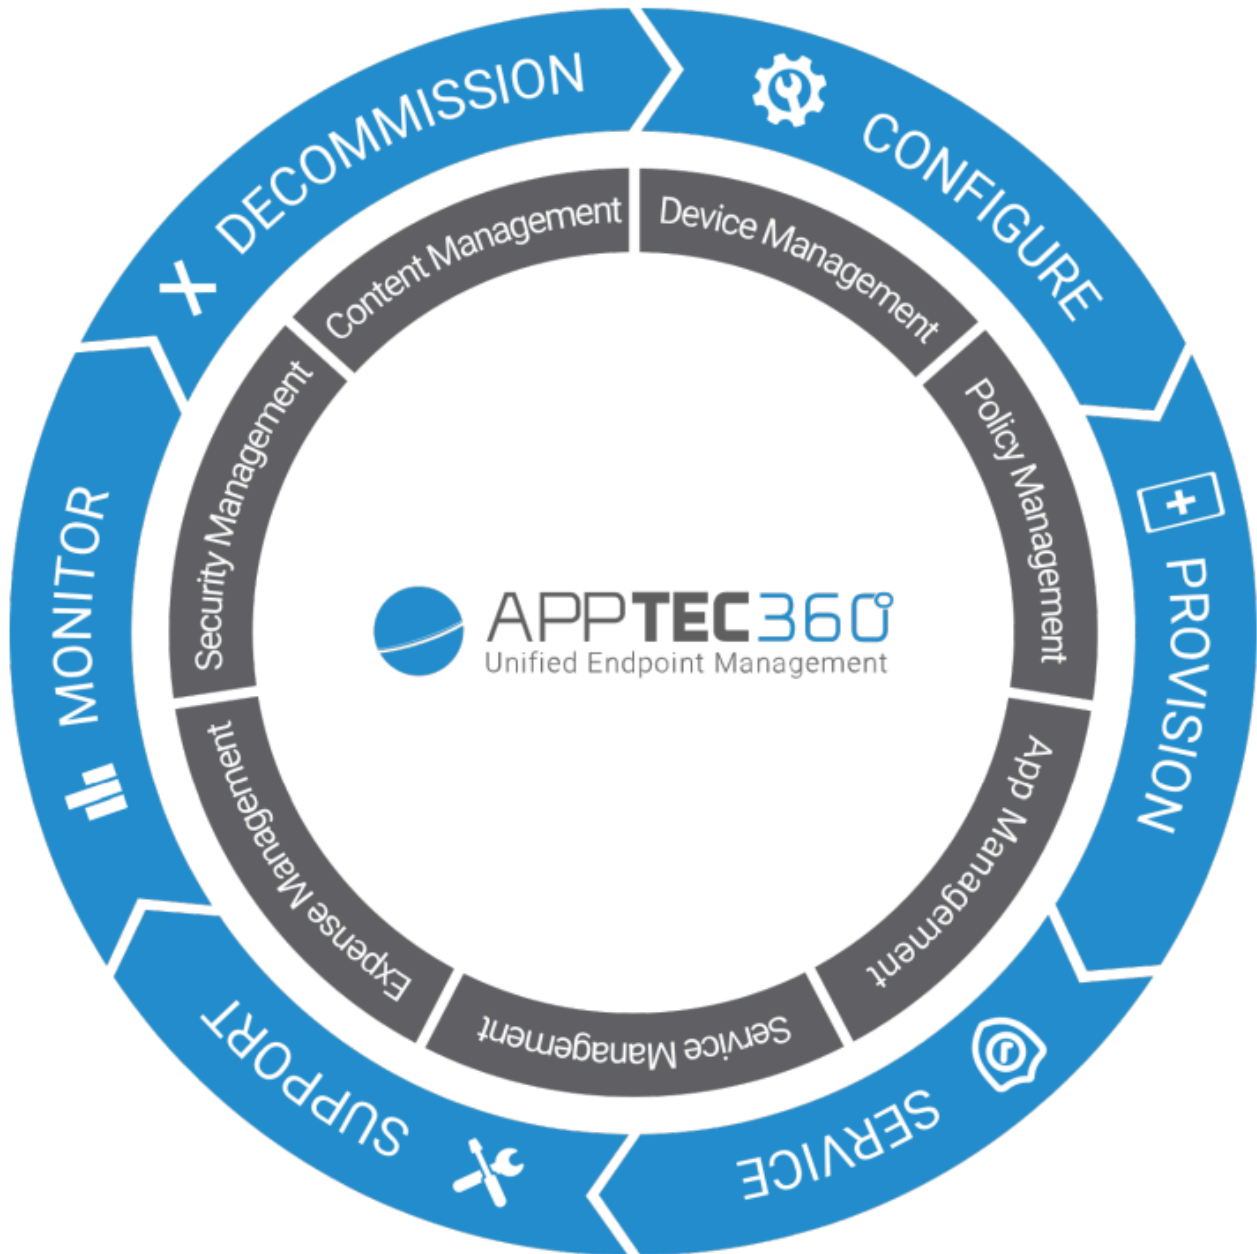 CONFIGURE
PROVISION
SERVICE
SUPPORT
MONITOR
DECOMMISSION
Device Management
Policy Management
App Management
Service Management
Expense Management
Security Management
Content Management
APPTEC360°
Unified Endpoint Management